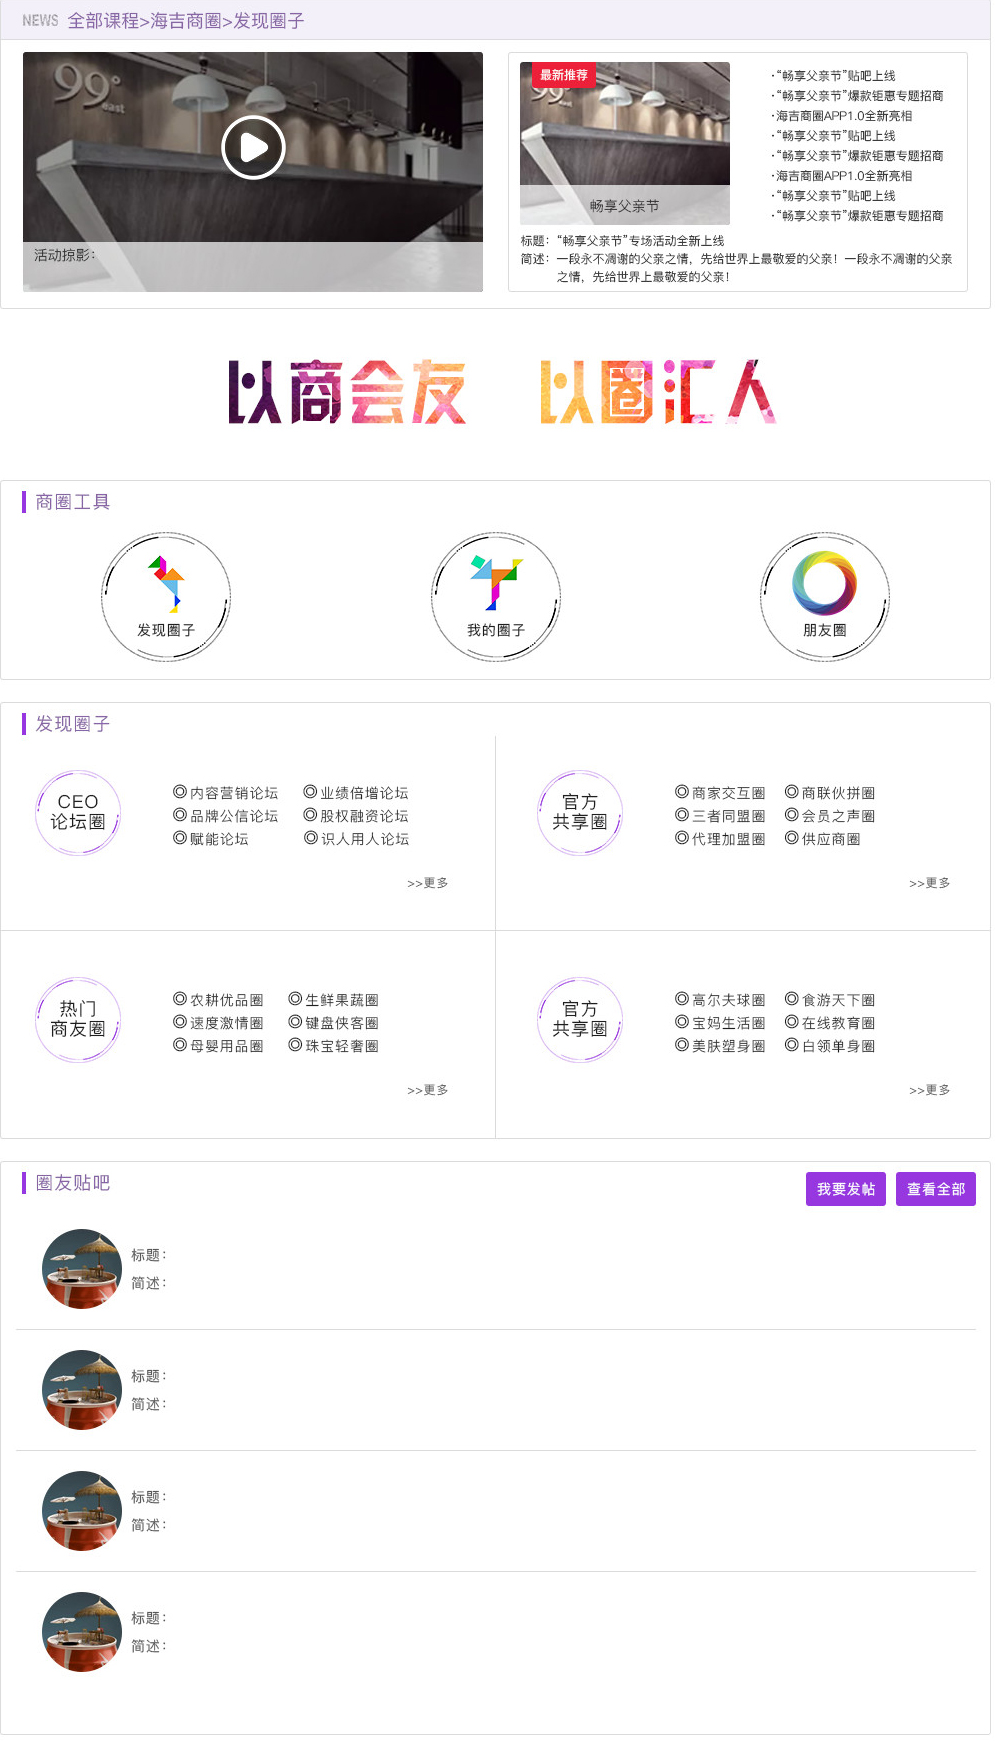 NEWS 全部课程>海吉商圈>发现圈子
99°
east
活动掠影：
99
最新推荐
畅享父亲节
·“畅享父亲节”贴吧上线
·“畅享父亲节”爆款钜惠专题招商
·海吉商圈APP1.0全新亮相
·“畅享父亲节”贴吧上线
·“畅享父亲节”爆款钜惠专题招商
·海吉商圈APP1.0全新亮相
·“畅享父亲节”贴吧上线
·“畅享父亲节”爆款钜惠专题招商
标题：“畅享父亲节”专场活动全新上线
简述：一段永不凋谢的父亲之情，先给世界上最敬爱的父亲！一段永不凋谢的父亲
之情，先给世界上最敬爱的父亲！
以商会友 以圈汇人
商圈工具
发现圈子
我的圈子
朋友圈
发现圈子
CEO
论坛圈
◎内容营销论坛 ◎业绩倍增论坛
◎品牌公信论坛 ◎股权融资论坛
◎赋能论坛 ◎识人用人论坛
>>更多
官方
共享圈
◎商家交互圈 ◎商联伙拼圈
◎三者同盟圈 ◎会员之声圈
◎代理加盟圈 ◎供应商圈
>>更多
热门
商友圈
◎农耕优品圈 ◎生鲜果蔬圈
◎速度激情圈 ◎键盘侠客圈
◎母婴用品圈 ◎珠宝轻奢圈
>>更多
官方
共享圈
◎高尔夫球圈 ◎食游天下圈
◎宝妈生活圈 ◎在线教育圈
◎美肤塑身圈 ◎白领单身圈
>>更多
圈友贴吧
我要发帖 查看全部
标题：
简述：
标题：
简述：
标题：
简述：
标题：
简述：